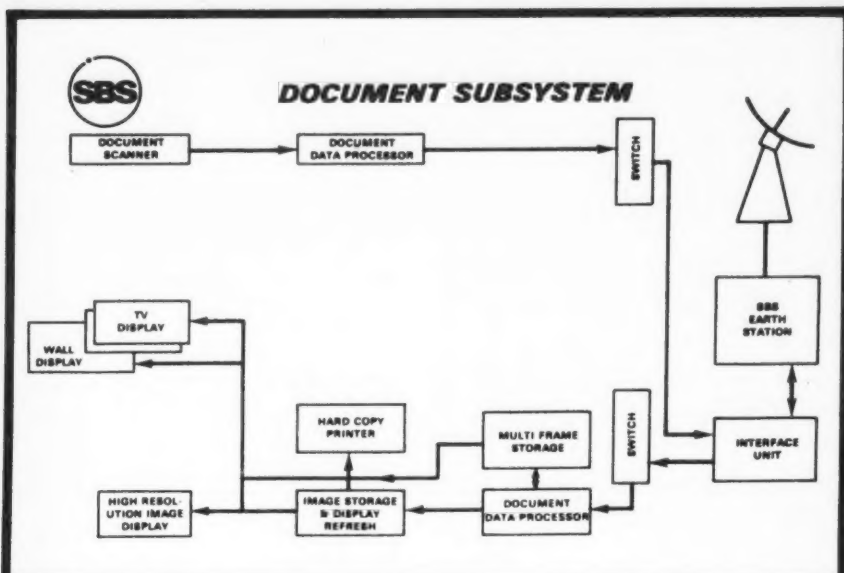 SBS
DOCUMENT SUBSYSTEM
DOCUMENT
SCANNER
DOCUMENT
DATA PROCESSOR
SWITCH
SBS
EARTH
STATION
TV
DISPLAY
WALL
DISPLAY
HARD COPY
PRINTER
MULTI FRAME
STORAGE
SWITCH
INTERFACE
UNIT
HIGH RESOL-
UTION IMAGE
DISPLAY
IMAGE STORAGE
& DISPLAY
REFRESH
DOCUMENT
DATA PROCESSOR